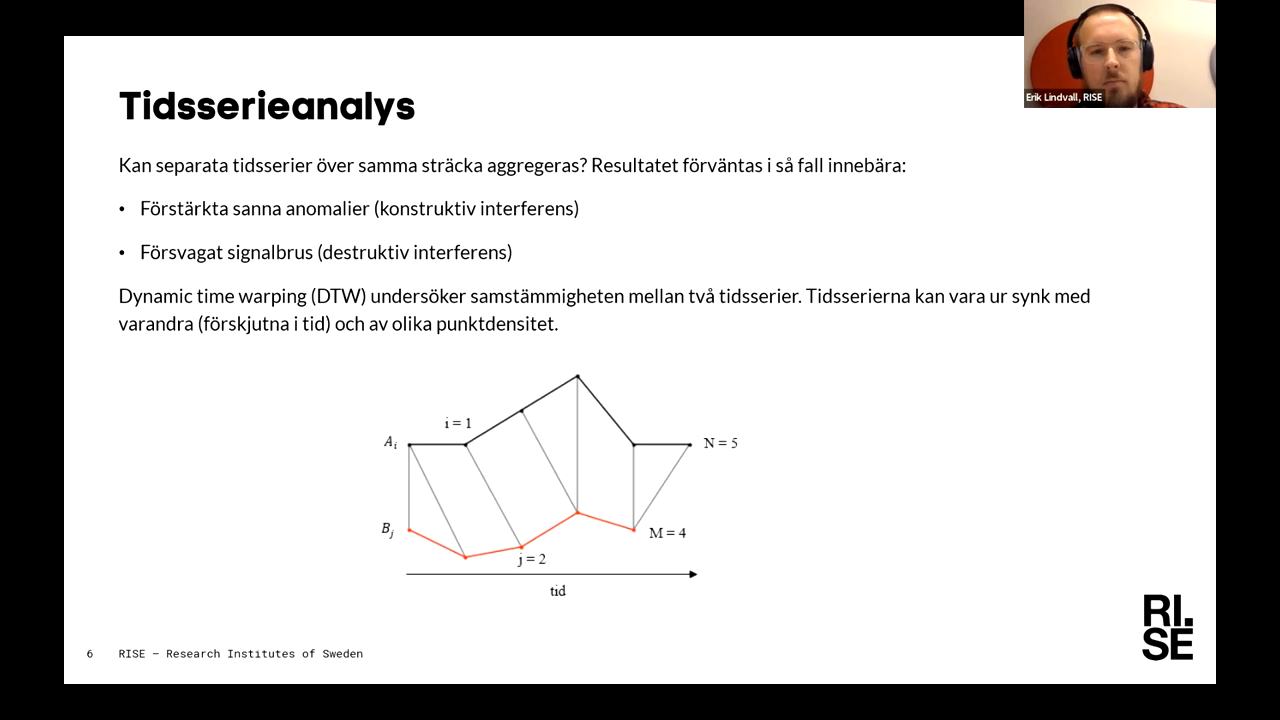 Erik Lindvall, RISE
Tidsserieanalys
Kan separata tidsserier över samma sträcka aggregeras? Resultatet förväntas i så fall innebära:
• Förstärkta sanna anomalier (konstruktiv interferens)
• Försvagat signalbrus (destruktiv interferens)
Dynamic time warping (DTW) undersöker samstämmigheten mellan två tidsserier. Tidsserierna kan vara ur synk med
varandra (förskjutna i tid) och av olika punktdensitet.
i = 1
A_i
N = 5
B_j
M = 4
j = 2
tid
RI.
SE
6 RISE — Research Institutes of Sweden